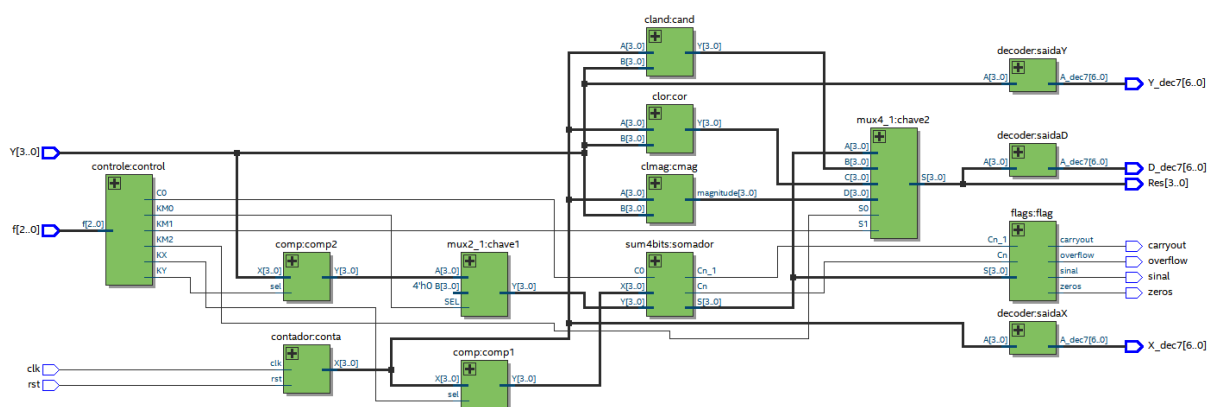 cland:cand
A[3..0] Y[3..0]
B[3..0]
decoder:saidaY
A[3..0] A_dec7[6..0]
Y_dec7[6..0]
clor:cor
A[3..0] Y[3..0]
B[3..0]
mux4_1:chave2
A[3..0]
B[3..0]
C[3..0] S[3..0]
D[3..0]
S0
S1
decoder:saidaD
A[3..0] A_dec7[6..0]
D_dec7[6..0]
Res[3..0]
Y[3..0]
controle:control
f[2..0]
f[2..0]
C0
KM0
KM1
KM2
KX
KY
clmag:cmag
A[3..0] magnitude[3..0]
B[3..0]
comp:comp2
X[3..0] Y[3..0]
sel
mux2_1:chave1
A[3..0]
4'h0 B[3..0] Y[3..0]
SEL
sum4bits:somador
C0 Cn_1
X[3..0] Cn
Y[3..0] S[3..0]
flags:flag
Cn_1 carryout
Cn overflow
S[3..0] sinal
zeros
carryout
overflow
sinal
zeros
decoder:saidaX
A[3..0] A_dec7[6..0]
X_dec7[6..0]
contador:conta
clk
rst
clk X[3..0]
rst
comp:comp1
X[3..0] Y[3..0]
sel